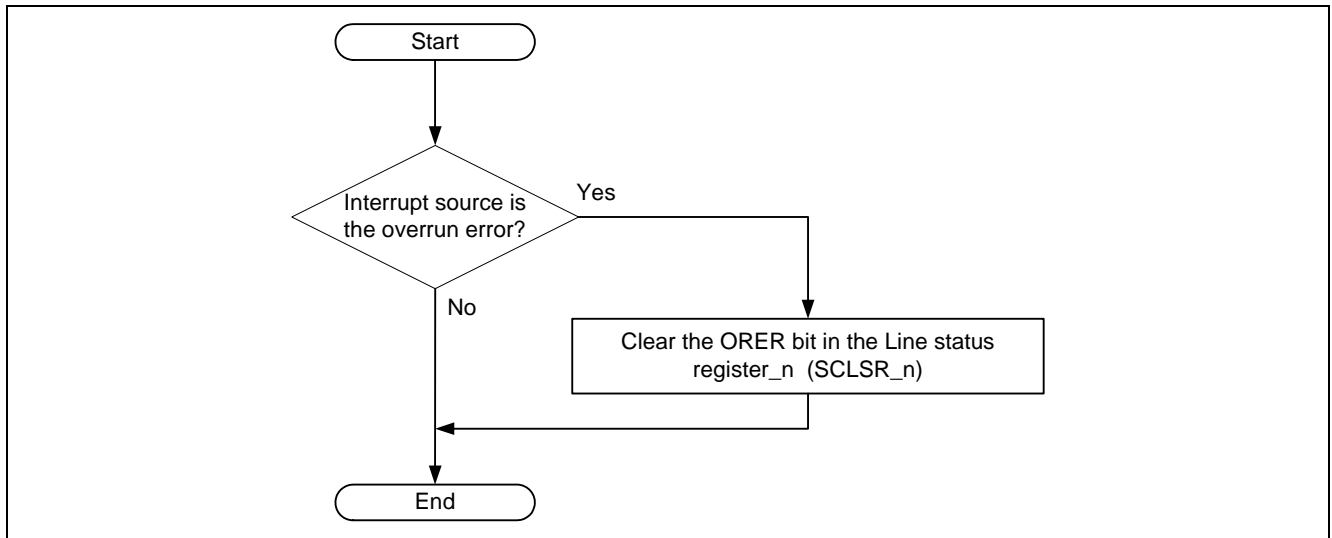 Start
Interrupt source is
the overrun error?
Yes
No
Clear the ORER bit in the Line status
register_n (SCLSR_n)
End